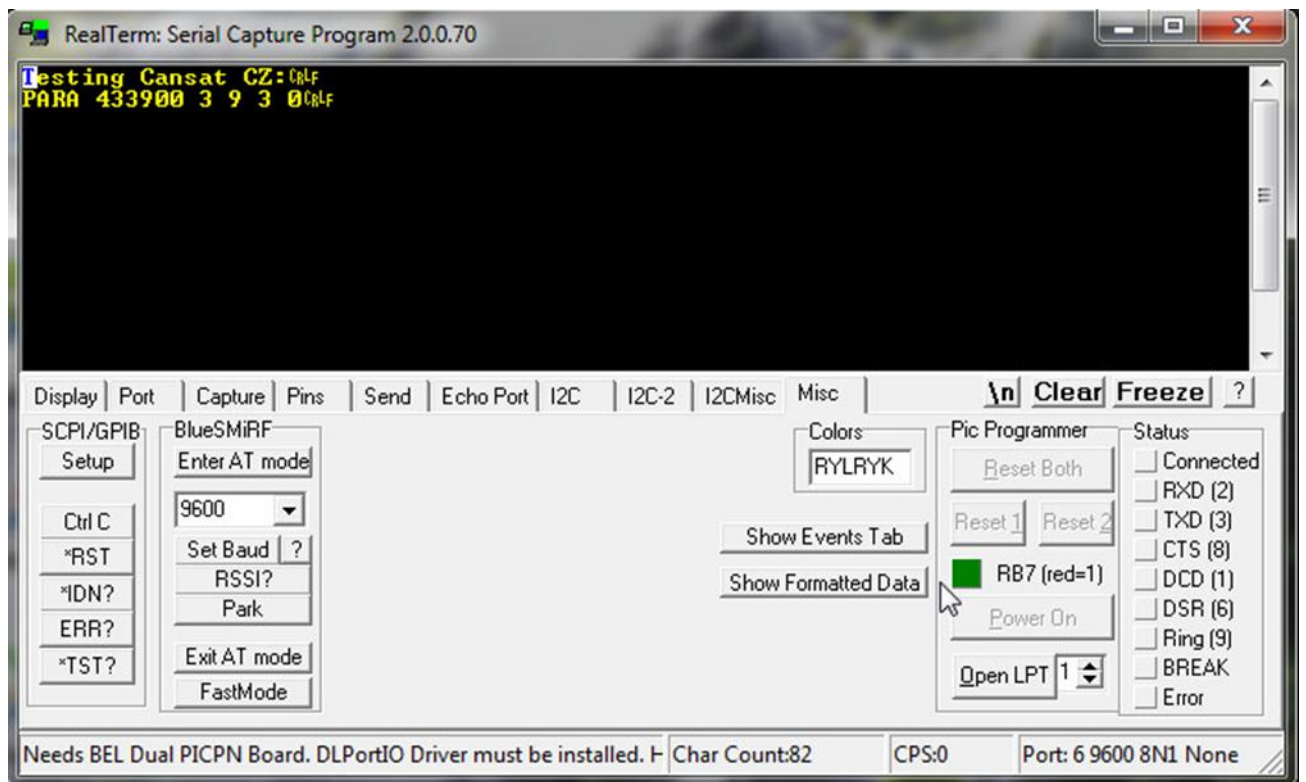 RealTerm: Serial Capture Program 2.0.0.70
Testing Cansat CZ:CRLF
PARA 433900 3 9 3 0CRLF
Display Port Capture Pins Send Echo Port I2C I2C-2 I2CMisc Misc \n Clear Freeze ?
SCPI/GPIB
Setup
Ctrl C
*RST
*IDN?
ERR?
*TST?
BlueSMiRF
Enter AT mode
9600
Set Baud ?
RSSI?
Park
Exit AT mode
FastMode
Show Events Tab
Show Formatted Data
Colors
RYLRYK
Pic Programmer
Reset Both
Reset 1 Reset 2
RB7 (red=1)
Power On
Open LPT 1
Status
Connected
RXD (2)
TXD (3)
CTS (8)
DCD (1)
DSR (6)
Ring (9)
BREAK
Error
Needs BEL Dual PICPN Board. DLPortIO Driver must be installed. H Char Count:82 CPS:0 Port: 6 9600 8N1 None